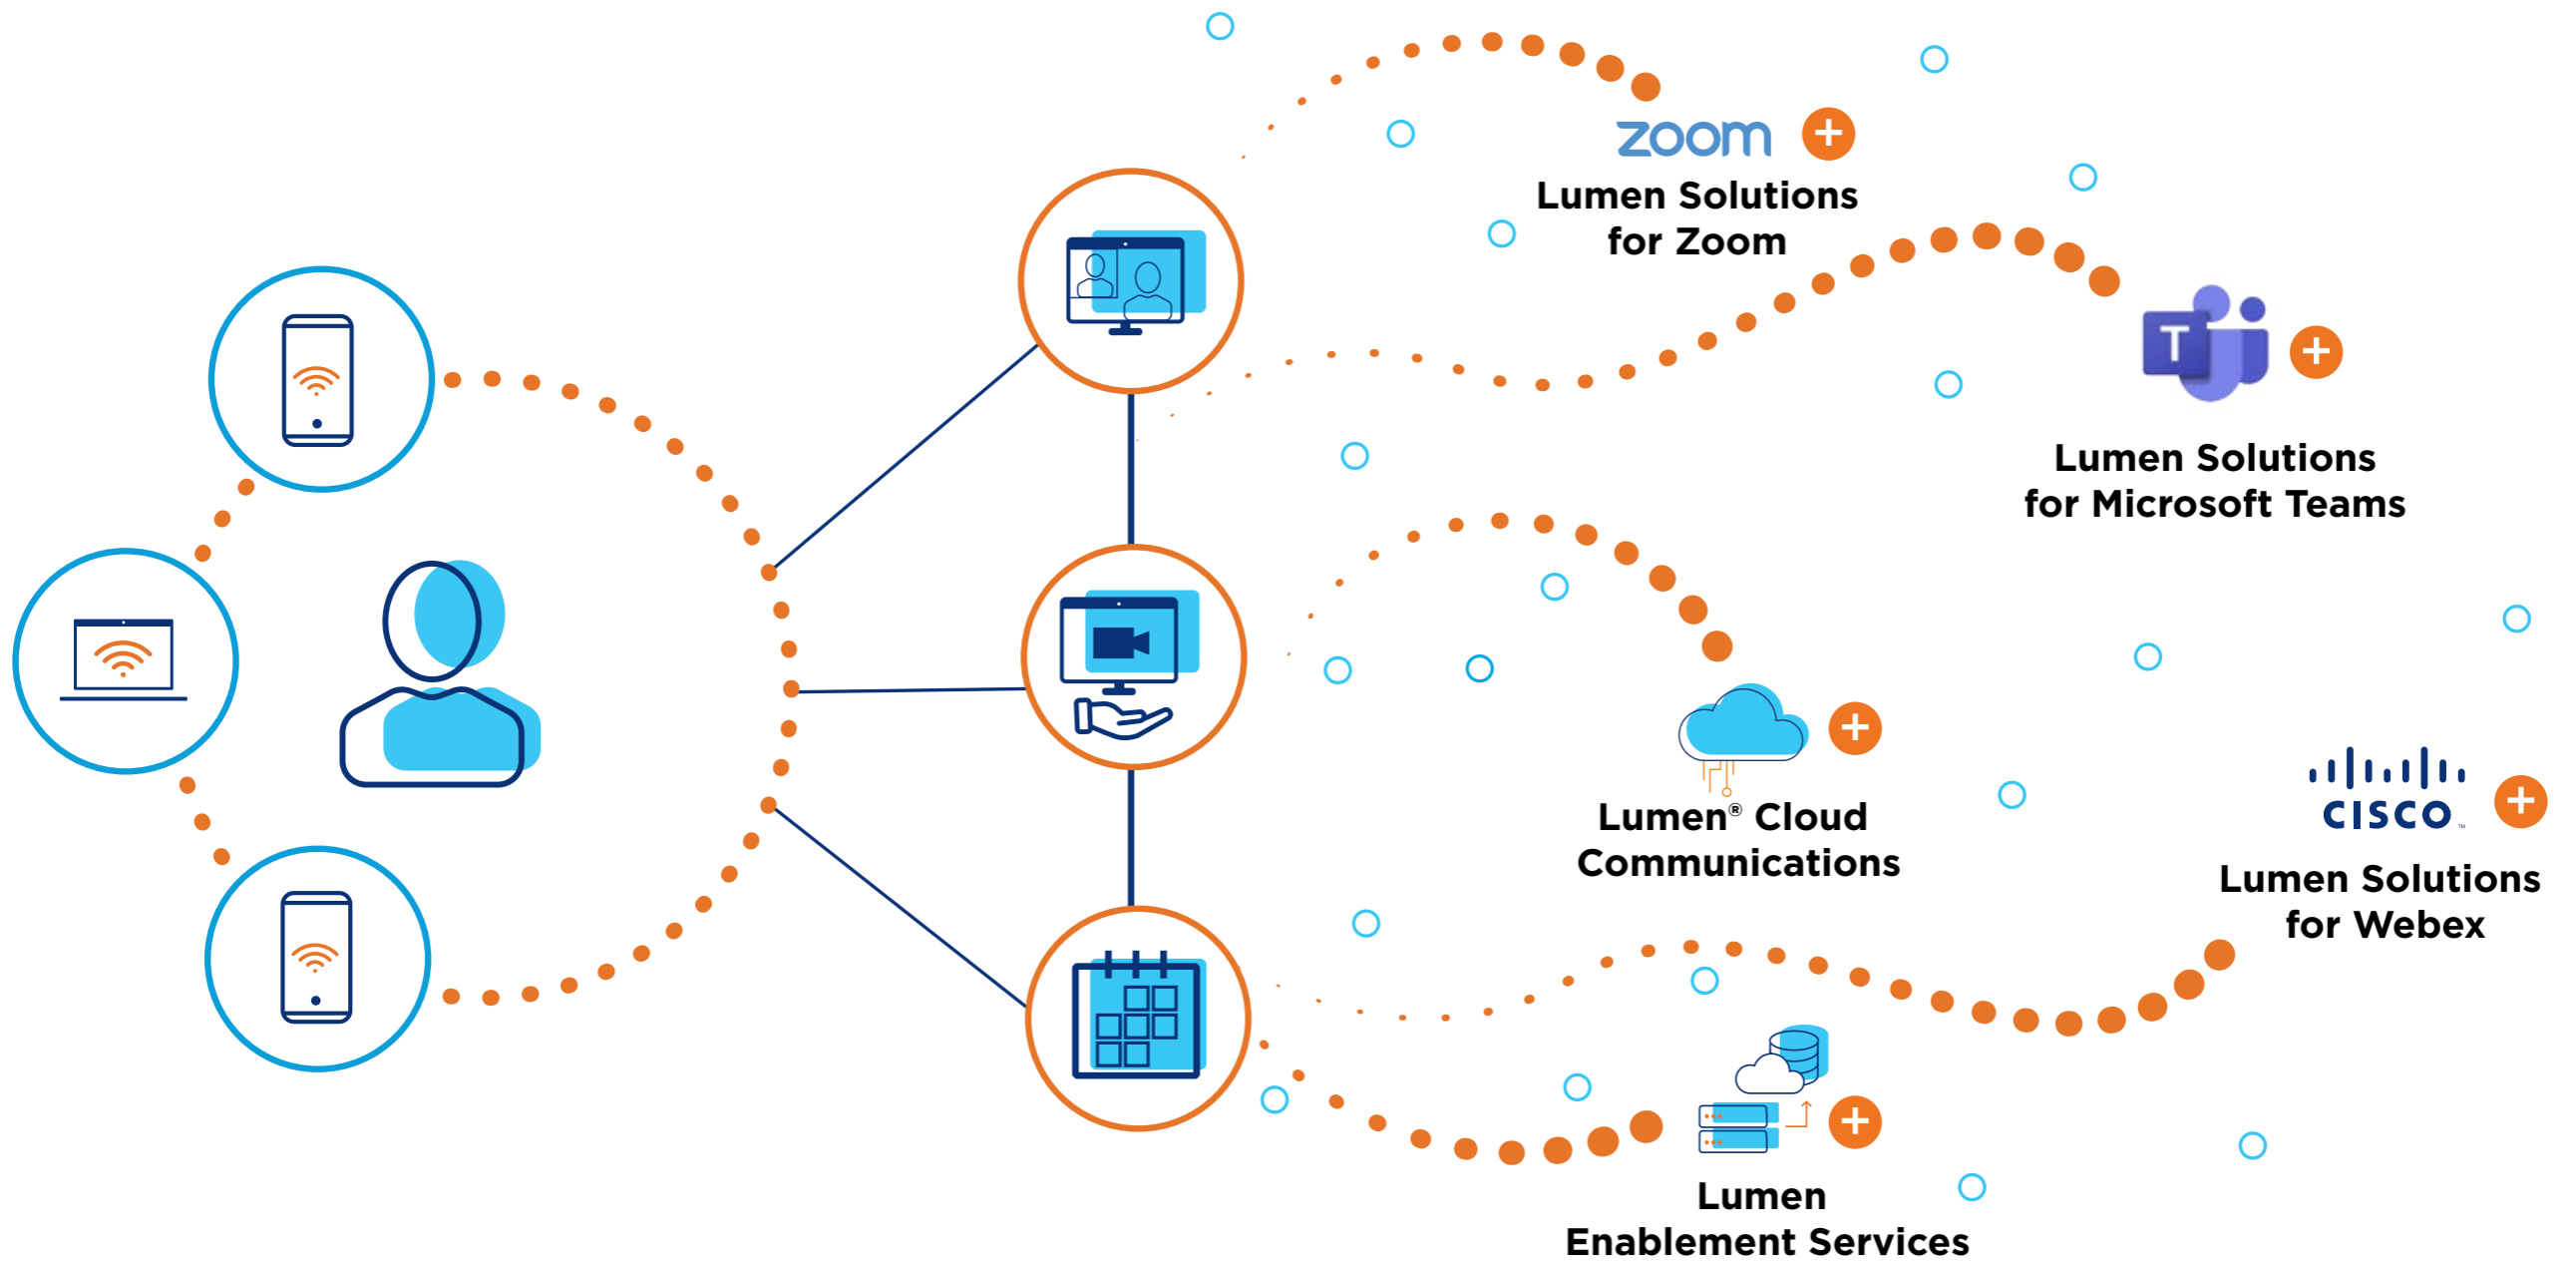 zoom
Lumen Solutions
for Zoom
T
Lumen Solutions
for Microsoft Teams
Lumen® Cloud
Communications
CISCO™
Lumen Solutions
for Webex
Lumen
Enablement Services